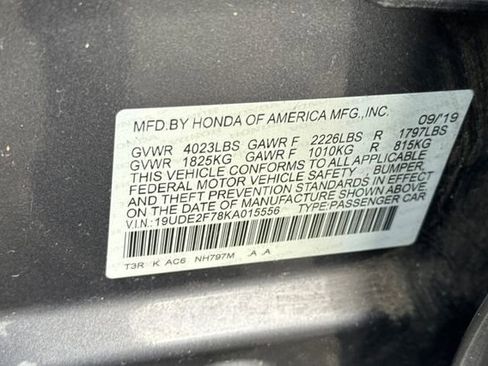 MFD.BY HONDA OF AMERICA MFG.,INC. 09/19
GVWR 4023LBS GAWR F 2226LBS R 1797LBS
GVWR 1825KG GAWR F 1010KG R 815KG
THIS VEHICLE CONFORMS TO ALL APPLICABLE
FEDERAL MOTOR VEHICLE SAFETY , BUMPER,
AND THEFT PREVENTION STANDARDS IN
EFFECT ON THE DATE OF MANUFACTURE SHOWN ABOVE.
V.I.N.: 19UDE2F78KA015556 TYPE:PASSENGER CAR
T3R K AC6 NH797M .A .A